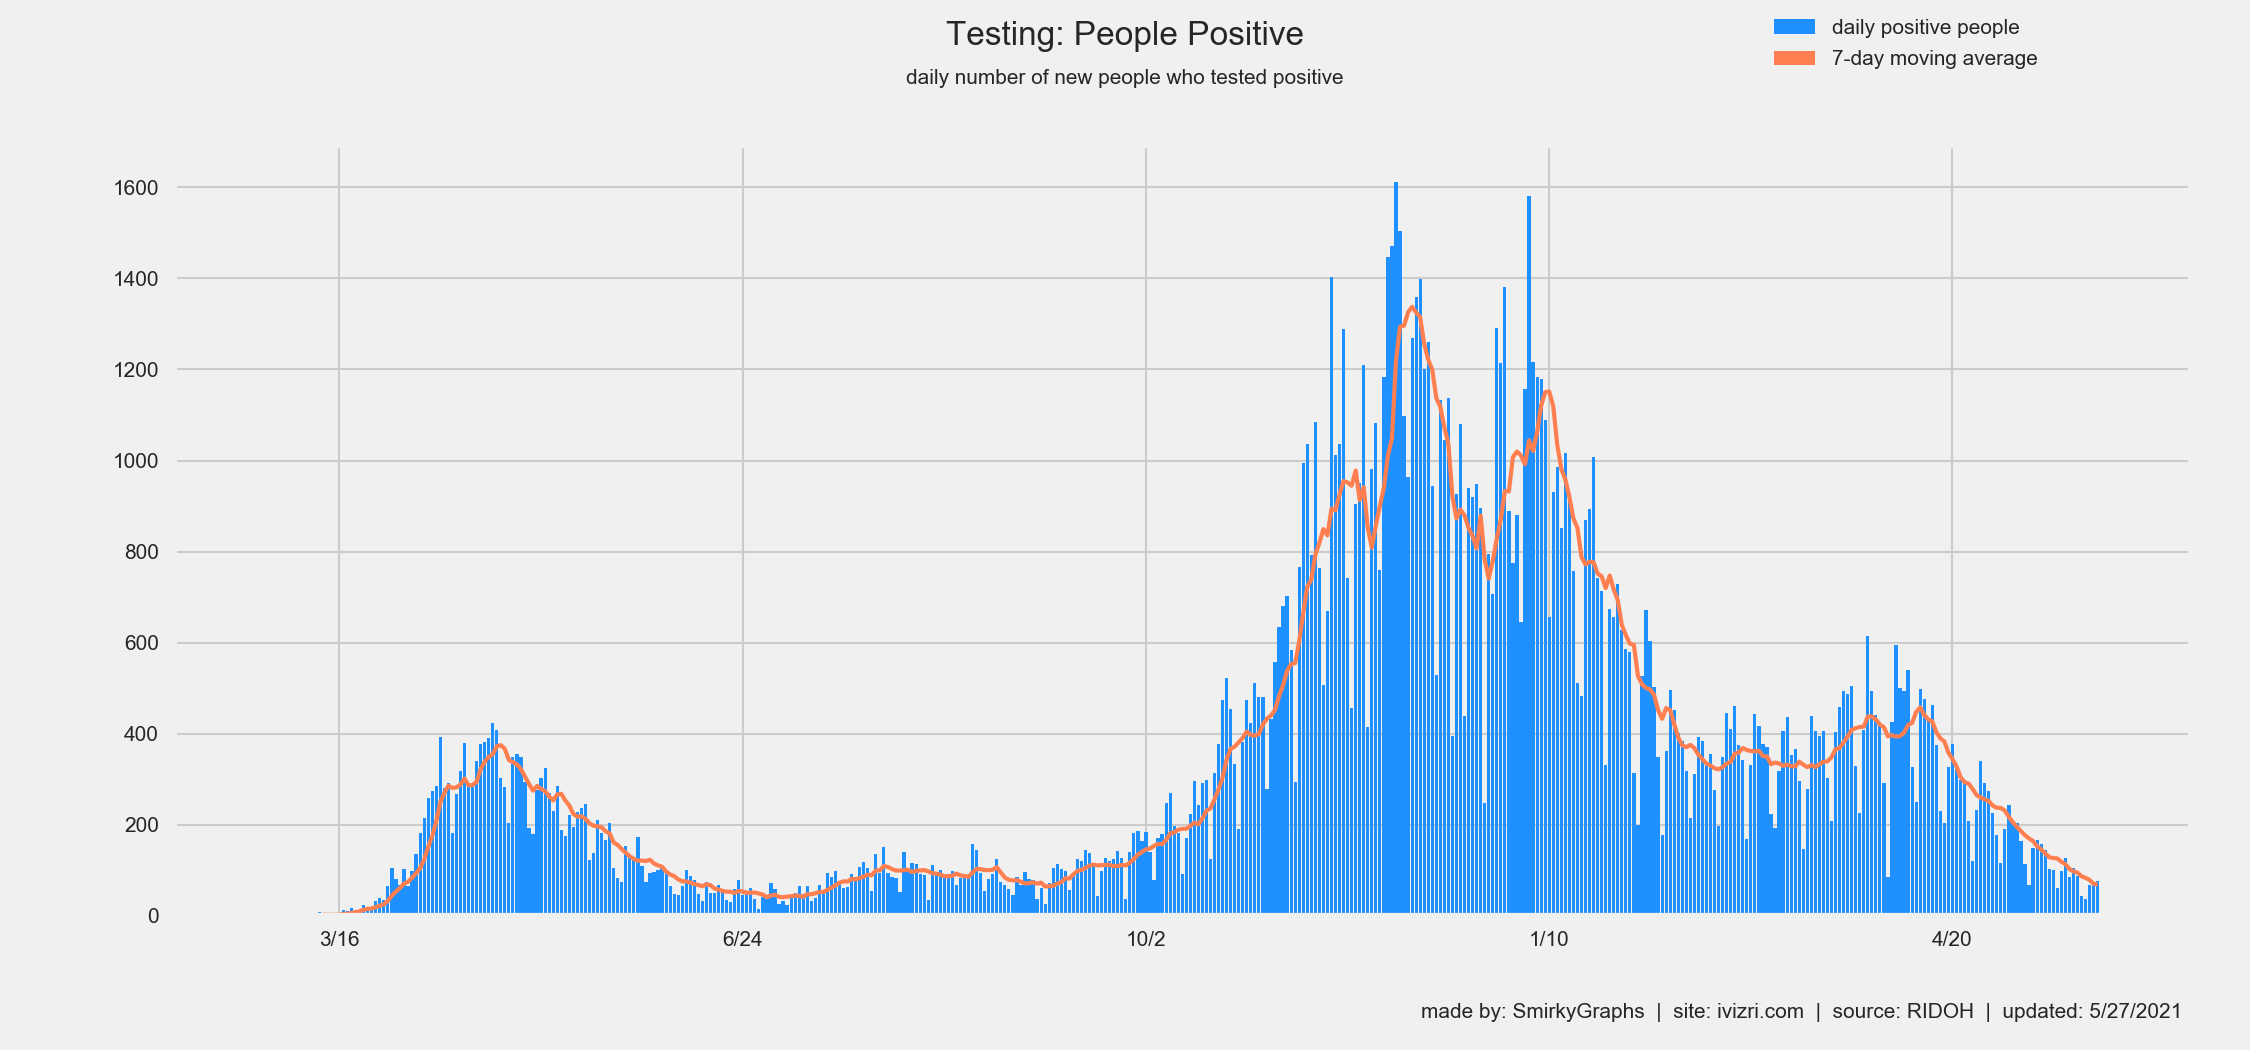 Testing: People Positive
daily number of new people who tested positive
daily positive people
7-day moving average
1600
1400
1200
1000
800
600
400
200
0
3/16 6/24 10/2 1/10 4/20
made by: SmirkyGraphs | site: ivizri.com | source: RIDOH | updated: 5/27/2021